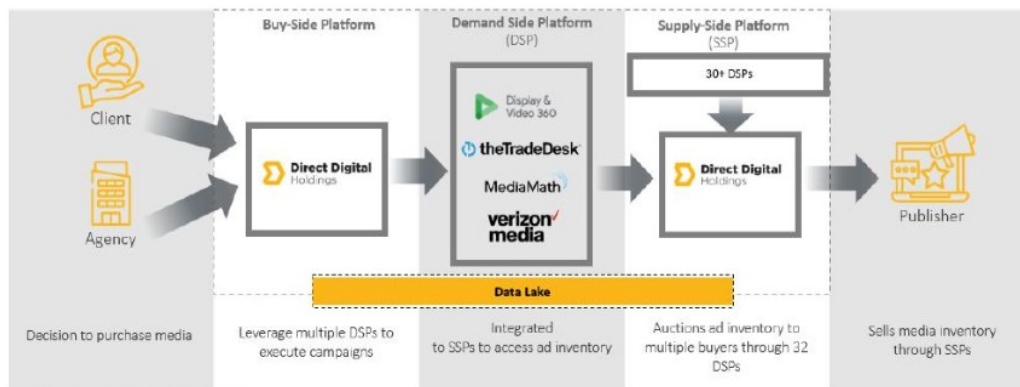 Buy-Side Platform
Demand Side Platform
(DSP)
Supply-Side Platform
(SSP)
30+ DSPs
Client
Agency
Direct Digital
Holdings
Display &
Video 360
theTradeDesk
MediaMath
verizon
media
Direct Digital
Holdings
Publisher
Data Lake
Decision to purchase media
Leverage multiple DSPs to
execute campaigns
Integrated
to SSPs to access ad inventory
Auctions ad inventory to
multiple buyers through 32
DSPs
Sells media inventory
through SSPs